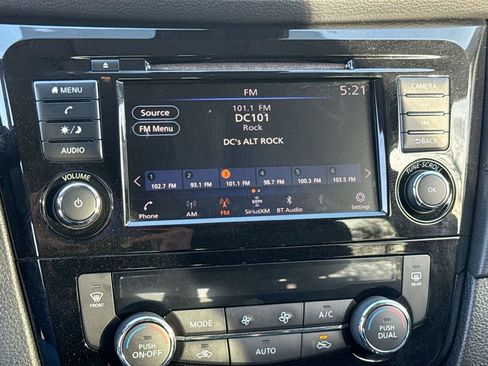 MENU
AUDIO
VOLUME
FM
5:21
Source
FM Menu
101.1 FM
DC101
Rock
DC's ALT ROCK
1 2 3 4 5 6
102.7 FM 93.1 FM 101.1 FM 98.7 FM 100.3 FM 103.5 FM
Phone AM FM SiriusXM BT Audio Settings
CAMERA
BACK
TUNE·SCROLL
OK
FRONT
MODE
A/C
REAR
PUSH
ON·OFF
AUTO
PUSH
DUAL